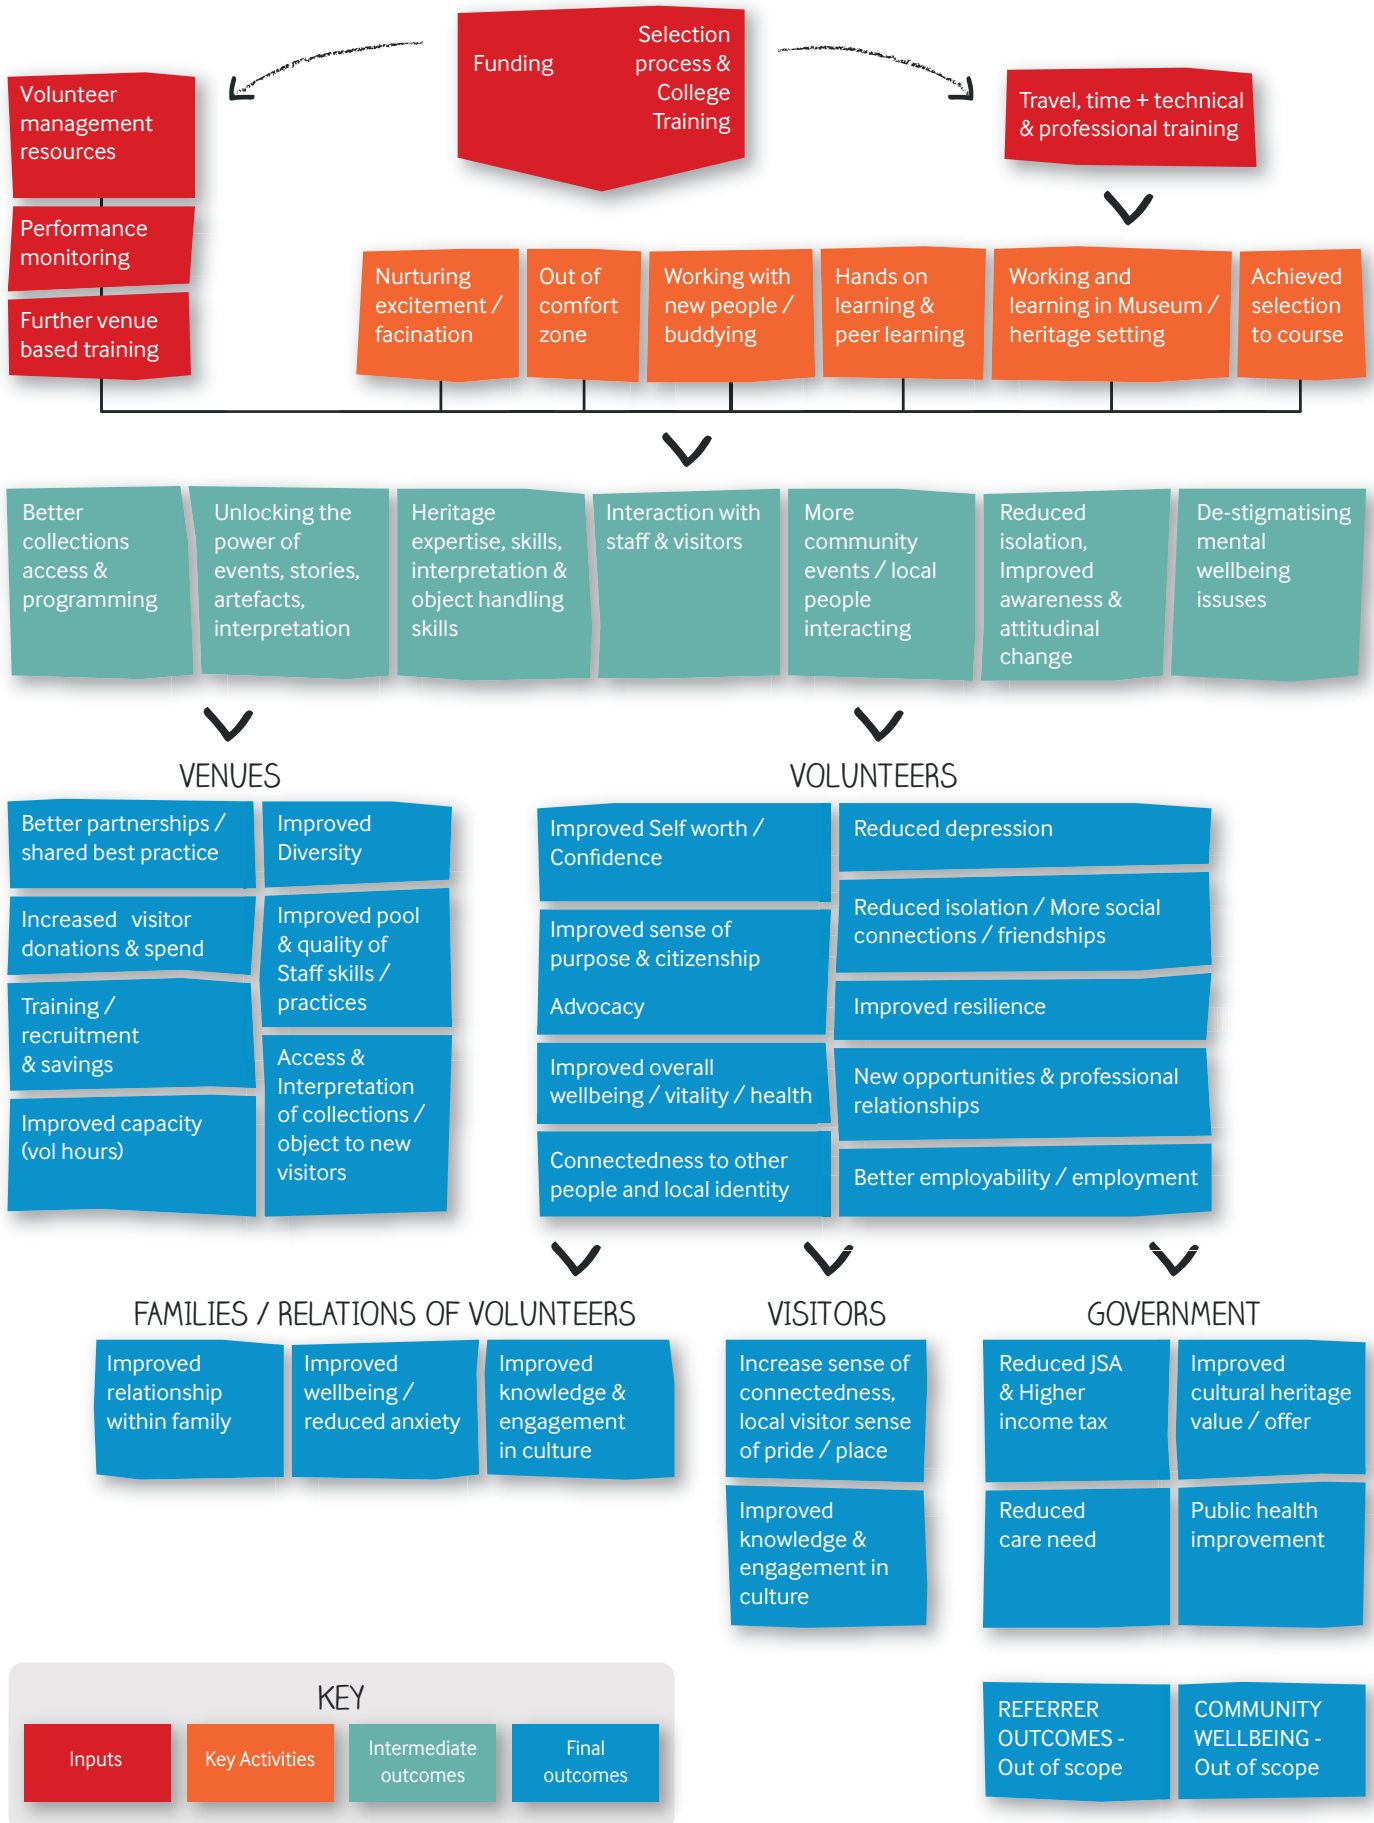 Funding
Selection
process &
College
Training
Volunteer
management
resources
Performance
monitoring
Further venue
based training
Travel, time + technical
& professional training
Nurturing
excitement /
facination
Out of
comfort
zone
Working with
new people /
buddying
Hands on
learning &
peer learning
Working and
learning in Museum /
heritage setting
Achieved
selection
to course
Better
collections
access &
programming
Unlocking the
power of
events, stories,
artefacts,
interpretation
Heritage
expertise, skills,
interpretation &
object handling
skills
Interaction with
staff & visitors
More
community
events / local
people
interacting
Reduced
isolation,
Improved
awareness &
attitudinal
change
De-stigmatising
mental
wellbeing
issuses
VENUES
Better partnerships /
shared best practice
Increased visitor
donations & spend
Training /
recruitment
& savings
Improved capacity
(vol hours)
Improved
Diversity
Improved pool
& quality of
Staff skills /
practices
Access &
Interpretation
of collections /
object to new
visitors
VOLUNTEERS
Improved Self worth /
Confidence
Improved sense of
purpose & citizenship
Advocacy
Improved overall
wellbeing / vitality / health
Connectedness to other
people and local identity
Reduced depression
Reduced isolation / More social
connections / friendships
Improved resilience
New opportunities & professional
relationships
Better employability / employment
FAMILIES / RELATIONS OF VOLUNTEERS
Improved
relationship
within family
Improved
wellbeing /
reduced anxiety
Improved
knowledge &
engagement
in culture
VISITORS
Increase sense of
connectedness,
local visitor sense
of pride / place
Improved
knowledge &
engagement in
culture
GOVERNMENT
Reduced JSA
& Higher
income tax
Improved
cultural heritage
value / offer
Reduced
care need
Public health
improvement
REFERRER
OUTCOMES -
Out of scope
COMMUNITY
WELLBEING -
Out of scope
KEY
Inputs
Key Activities
Intermediate
outcomes
Final
outcomes